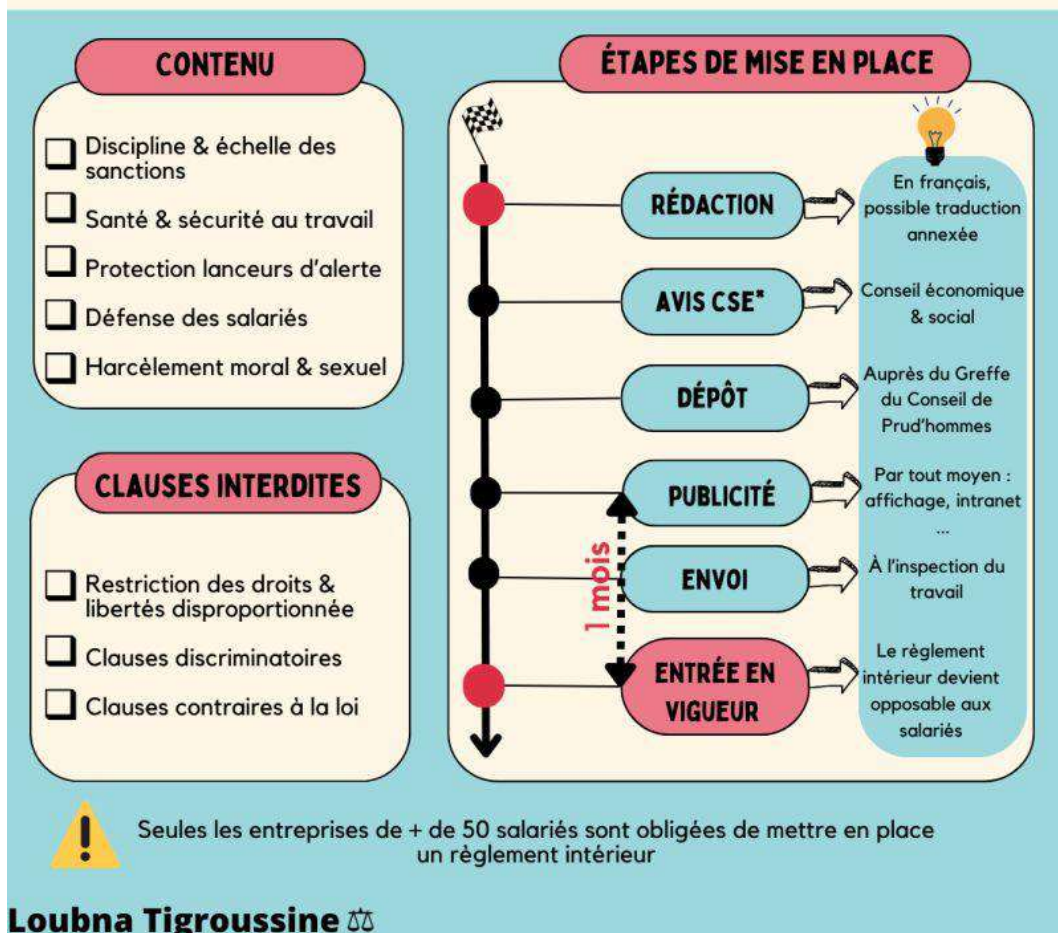 CONTENU
Discipline & échelle des
sanctions
Santé & sécurité au travail
Protection lanceurs d'alerte
Défense des salariés
Harcèlement moral & sexuel
CLAUSES INTERDITES
Restriction des droits &
libertés disproportionnée
Clauses discriminatoires
Clauses contraires à la loi
ÉTAPES DE MISE EN PLACE
RÉDACTION
En français,
possible traduction
annexée
AVIS CSE*
Conseil économique
& social
DÉPÔT
Auprès du Greffe
du Conseil de
Prud'hommes
PUBLICITÉ
Par tout moyen :
affichage, intranet
...
1 mois
ENVOI
À l'inspection du
travail
ENTRÉE EN
VIGUEUR
Le règlement
intérieur devient
opposable aux
salariés
Seules les entreprises de + de 50 salariés sont obligées de mettre en place
un règlement intérieur
Loubna Tigroussine